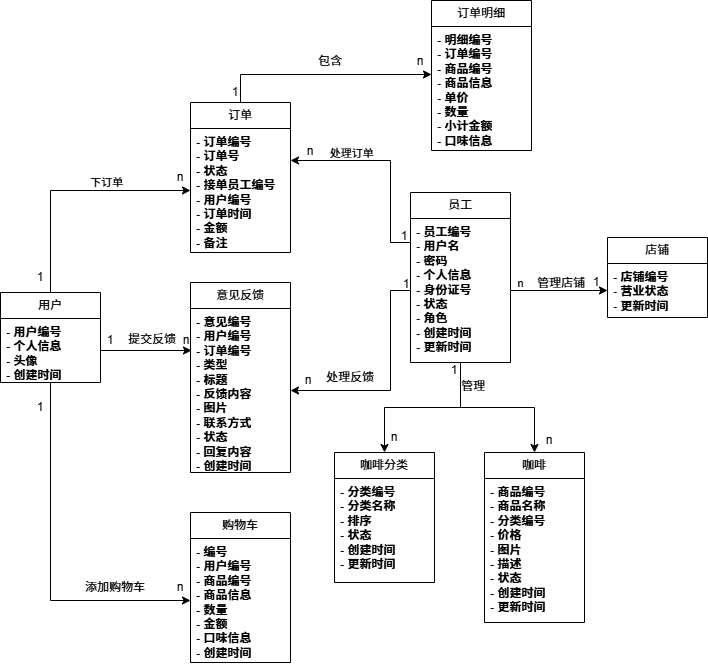 订单明细
- 明细编号
- 订单编号
- 商品编号
- 商品信息
- 单价
- 数量
- 小计金额
- 口味信息
包含
n
1
订单
- 订单编号
- 订单号
- 状态
- 接单员工编号
- 用户编号
- 订单时间
- 金额
- 备注
n
处理订单
1
下订单
n
1
员工
- 员工编号
- 用户名
- 密码
- 个人信息
- 身份证号
- 状态
- 角色
- 创建时间
- 更新时间
n
管理店铺
1
店铺
- 店铺编号
- 营业状态
- 更新时间
用户
- 用户编号
- 个人信息
- 头像
- 创建时间
1
提交反馈
n
意见反馈
- 意见编号
- 用户编号
- 订单编号
- 类型
- 标题
- 反馈内容
- 图片
- 联系方式
- 状态
- 回复内容
- 创建时间
1
处理反馈
n
1
管理
n
n
咖啡分类
- 分类编号
- 分类名称
- 排序
- 状态
- 创建时间
- 更新时间
咖啡
- 商品编号
- 商品名称
- 分类编号
- 价格
- 图片
- 描述
- 状态
- 创建时间
- 更新时间
1
添加购物车
n
购物车
- 编号
- 用户编号
- 商品编号
- 商品信息
- 数量
- 金额
- 口味信息
- 创建时间